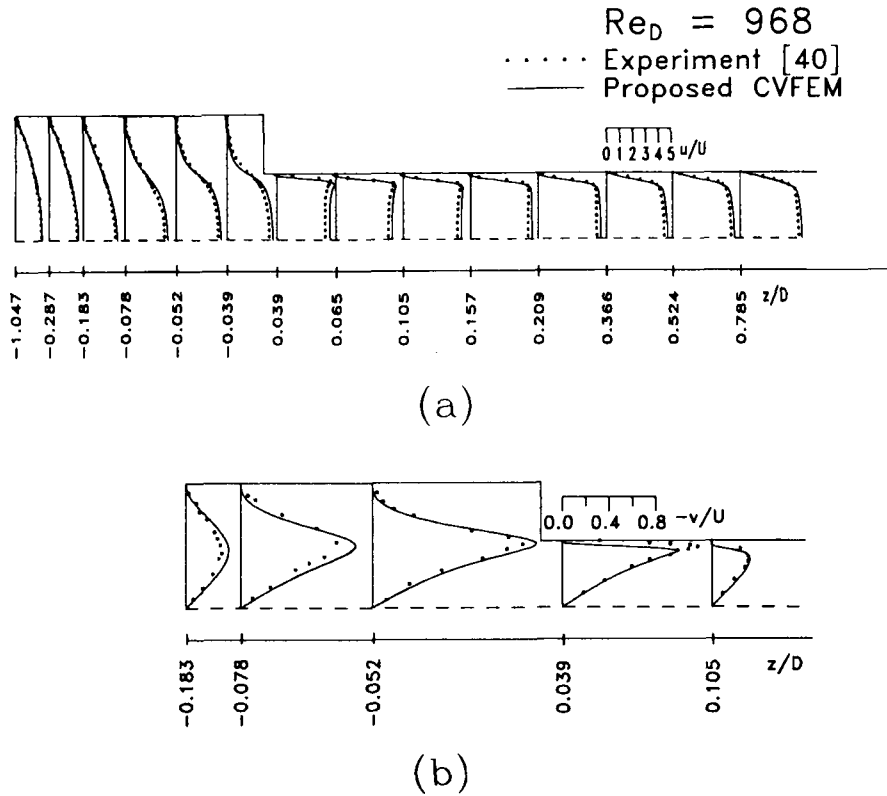 Re_D = 968
Experiment [40]
Proposed CVFEM
0 1 2 3 4 5 u/U
-1.047 -0.287 -0.183 -0.078 -0.052 -0.039 0.039 0.065 0.105 0.157 0.209 0.366 0.524 0.785 z/D
(a)
0.0 0.4 0.8 -v/U
-0.183 -0.078 -0.052 0.039 0.105 z/D
(b)